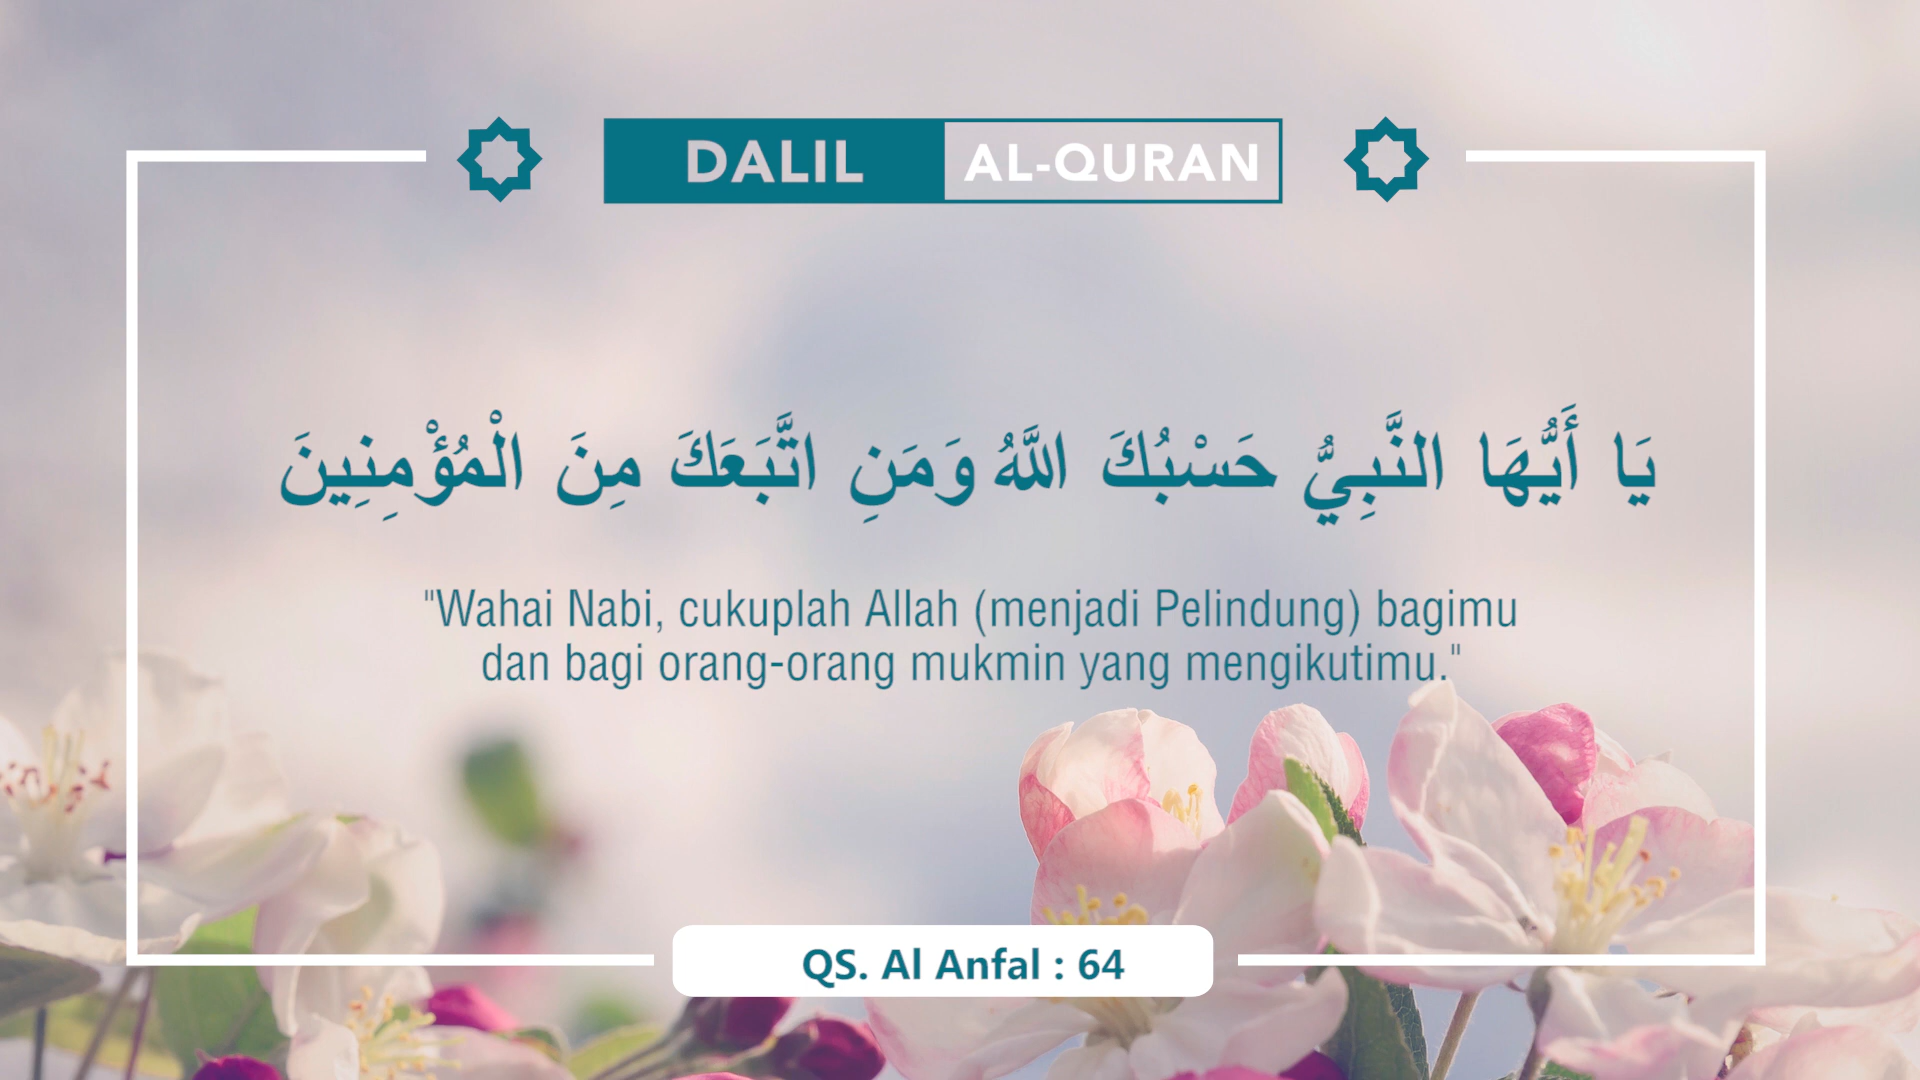 DALIL AL-QURAN
يَا أَيُّهَا النَّبِيُّ حَسْبُكَ اللَّهُ وَمَنِ اتَّبَعَكَ مِنَ الْمُؤْمِنِينَ
"Wahai Nabi, cukuplah Allah (menjadi Pelindung) bagimu
dan bagi orang-orang mukmin yang mengikutimu."
QS. Al Anfal : 64